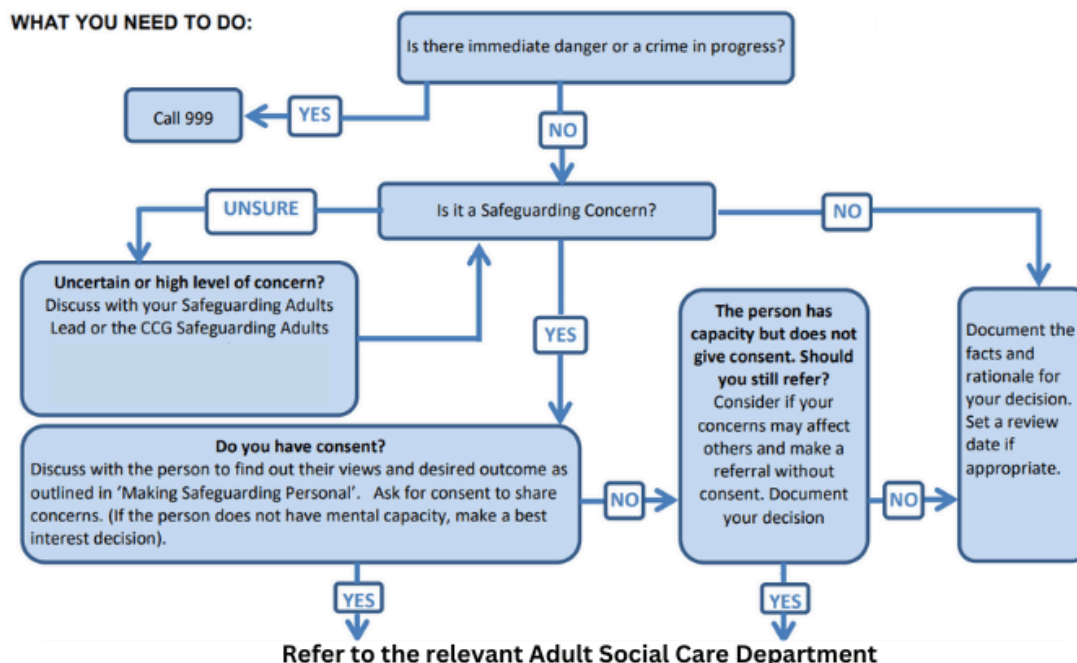 WHAT YOU NEED TO DO:
Is there immediate danger or a crime in progress?
Call 999
YES
NO
UNSURE
Is it a Safeguarding Concern?
NO
Uncertain or high level of concern?
Discuss with your Safeguarding Adults
Lead or the CCG Safeguarding Adults
YES
The person has
capacity but does not
give consent. Should
you still refer?
Consider if your
concerns may affect
others and make a
referral without
consent. Document
your decision
Document the
facts and
rationale for
your decision.
Set a review
date if
appropriate.
Do you have consent?
Discuss with the person to find out their views and desired outcome as
outlined in ‘Making Safeguarding Personal’. Ask for consent to share
concerns. (If the person does not have mental capacity, make a best
interest decision).
NO
NO
YES
YES
Refer to the relevant Adult Social Care Department